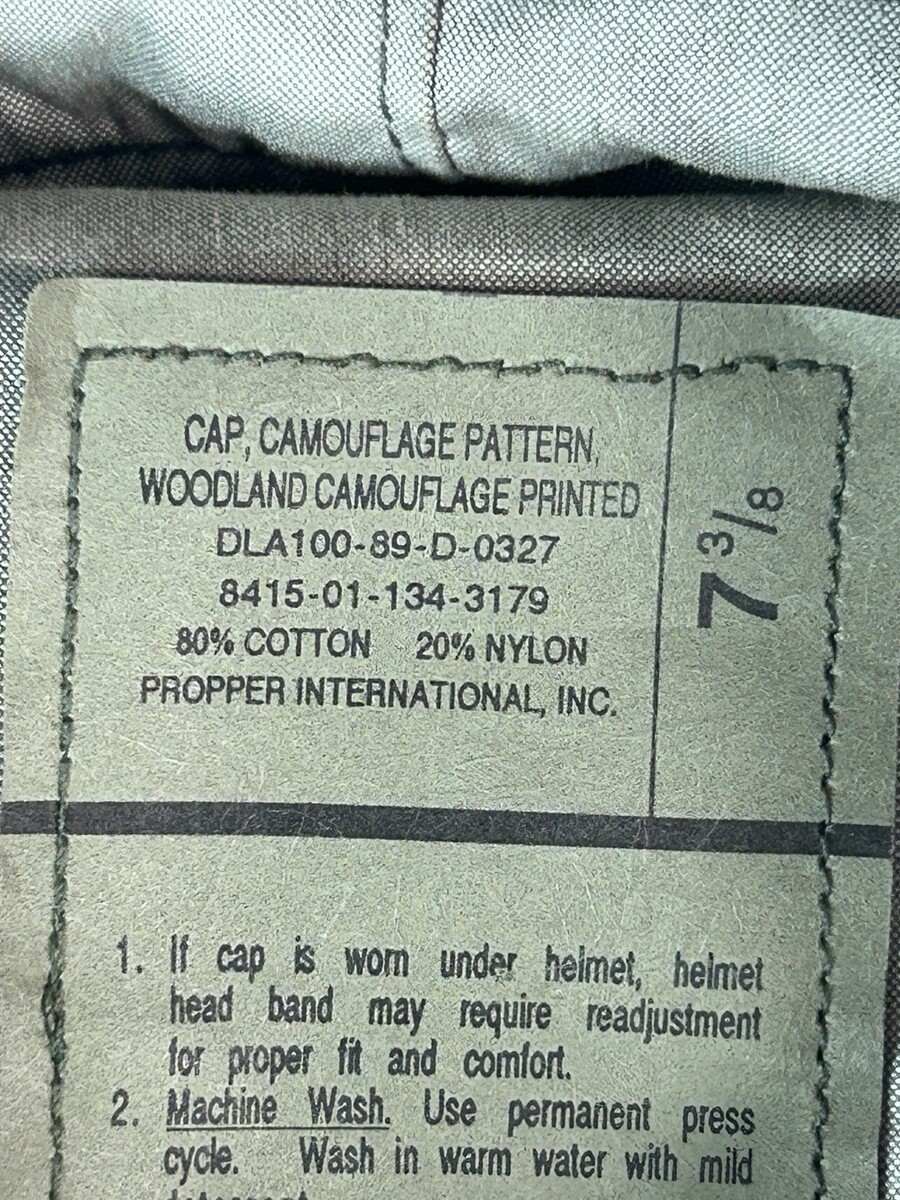 CAP, CAMOUFLAGE PATTERN,
WOODLAND CAMOUFLAGE PRINTED
DLA100-89-D-0327
8415-01-134-3179
80% COTTON 20% NYLON
PROPPER INTERNATIONAL, INC.
7 3/8
1. If cap is worn under helmet, helmet
head band may require readjustment
for proper fit and comfort.
2. Machine Wash. Use permanent press
cycle. Wash in warm water with mild